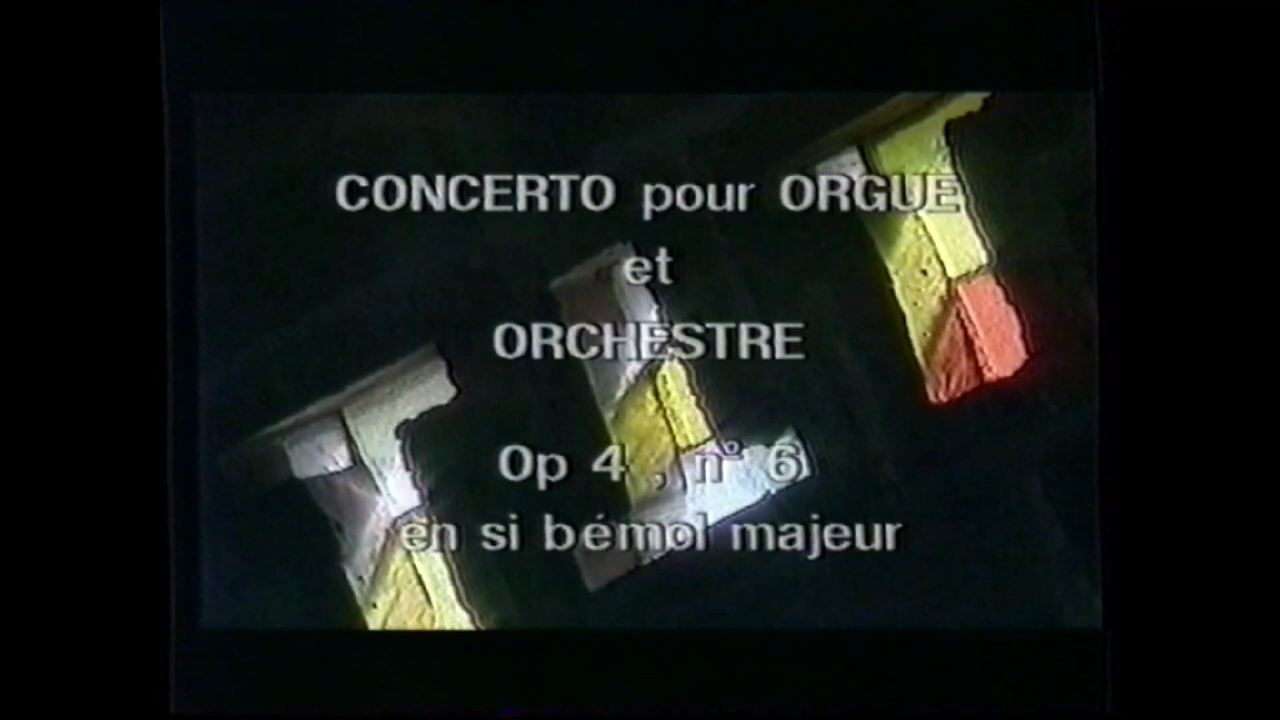 CONCERTO pour ORGUE
et
ORCHESTRE
Op 4 , n° 6
en si bémol majeur